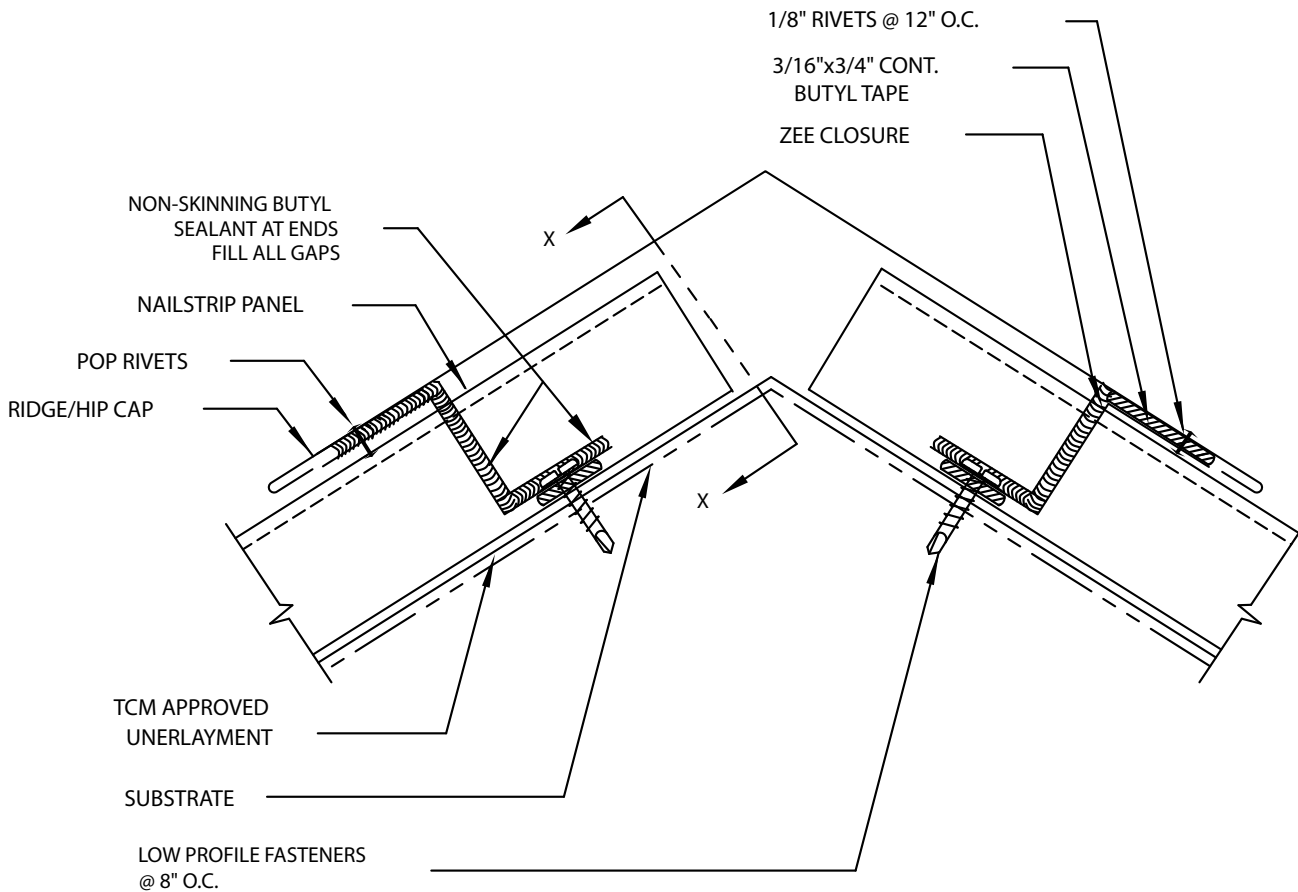 1/8" RIVETS @ 12" O.C.
3/16"x3/4" CONT.
BUTYL TAPE
ZEE CLOSURE
NON-SKINNING BUTYL
SEALANT AT ENDS
FILL ALL GAPS
X
NAILSTRIP PANEL
POP RIVETS
RIDGE/HIP CAP
X
TCM APPROVED
UNERLAYMENT
SUBSTRATE
LOW PROFILE FASTENERS
@ 8" O.C.